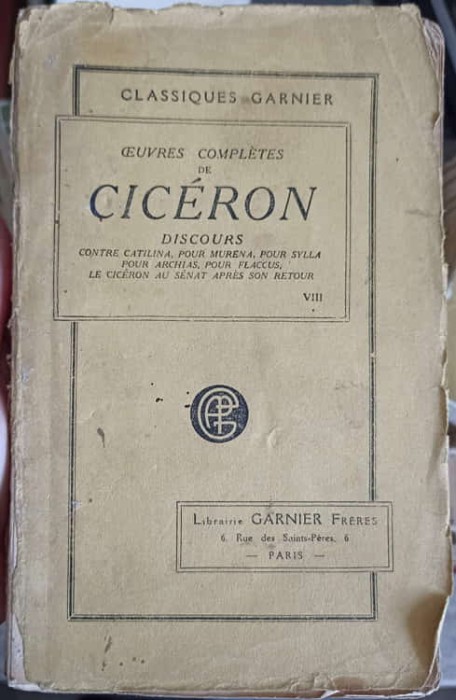 CLASSIQUES GARNIER
ŒUVRES COMPLÈTES
DE
CICÉRON
DISCOURS
CONTRE CATILINA, POUR MURENA, POUR SYLLA
POUR ARCHIAS, POUR FLACCUS,
LE CICÉRON AU SÉNAT APRÈS SON RETOUR
VIII
Librairie GARNIER FRERES
6, Rue des Saints-Pères, 6
— PARIS —